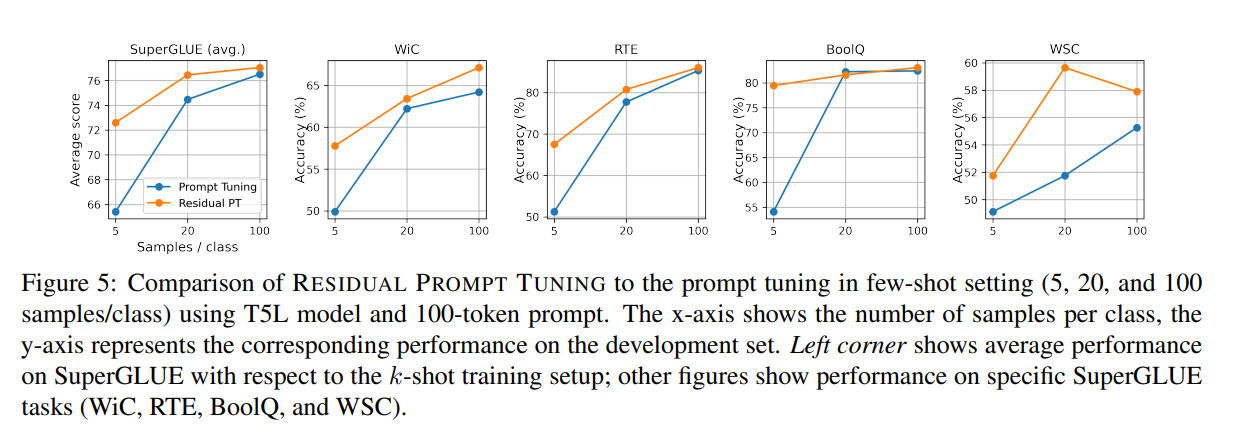 SuperGLUE (avg.)
76
74
72
70
68
66
Average score
Prompt Tuning
Residual PT
5 20 100
Samples / class
WiC
65
60
55
50
Accuracy (%)
5 20 100
RTE
80
70
60
50
Accuracy (%)
5 20 100
BoolQ
80
75
70
65
60
55
Accuracy (%)
5 20 100
WSC
60
58
56
54
52
50
Accuracy (%)
5 20 100
Figure 5: Comparison of RESIDUAL PROMPT TUNING to the prompt tuning in few-shot setting (5, 20, and 100
samples/class) using T5L model and 100-token prompt. The x-axis shows the number of samples per class, the
y-axis represents the corresponding performance on the development set. Left corner shows average performance
on SuperGLUE with respect to the k-shot training setup; other figures show performance on specific SuperGLUE
tasks (WiC, RTE, BoolQ, and WSC).